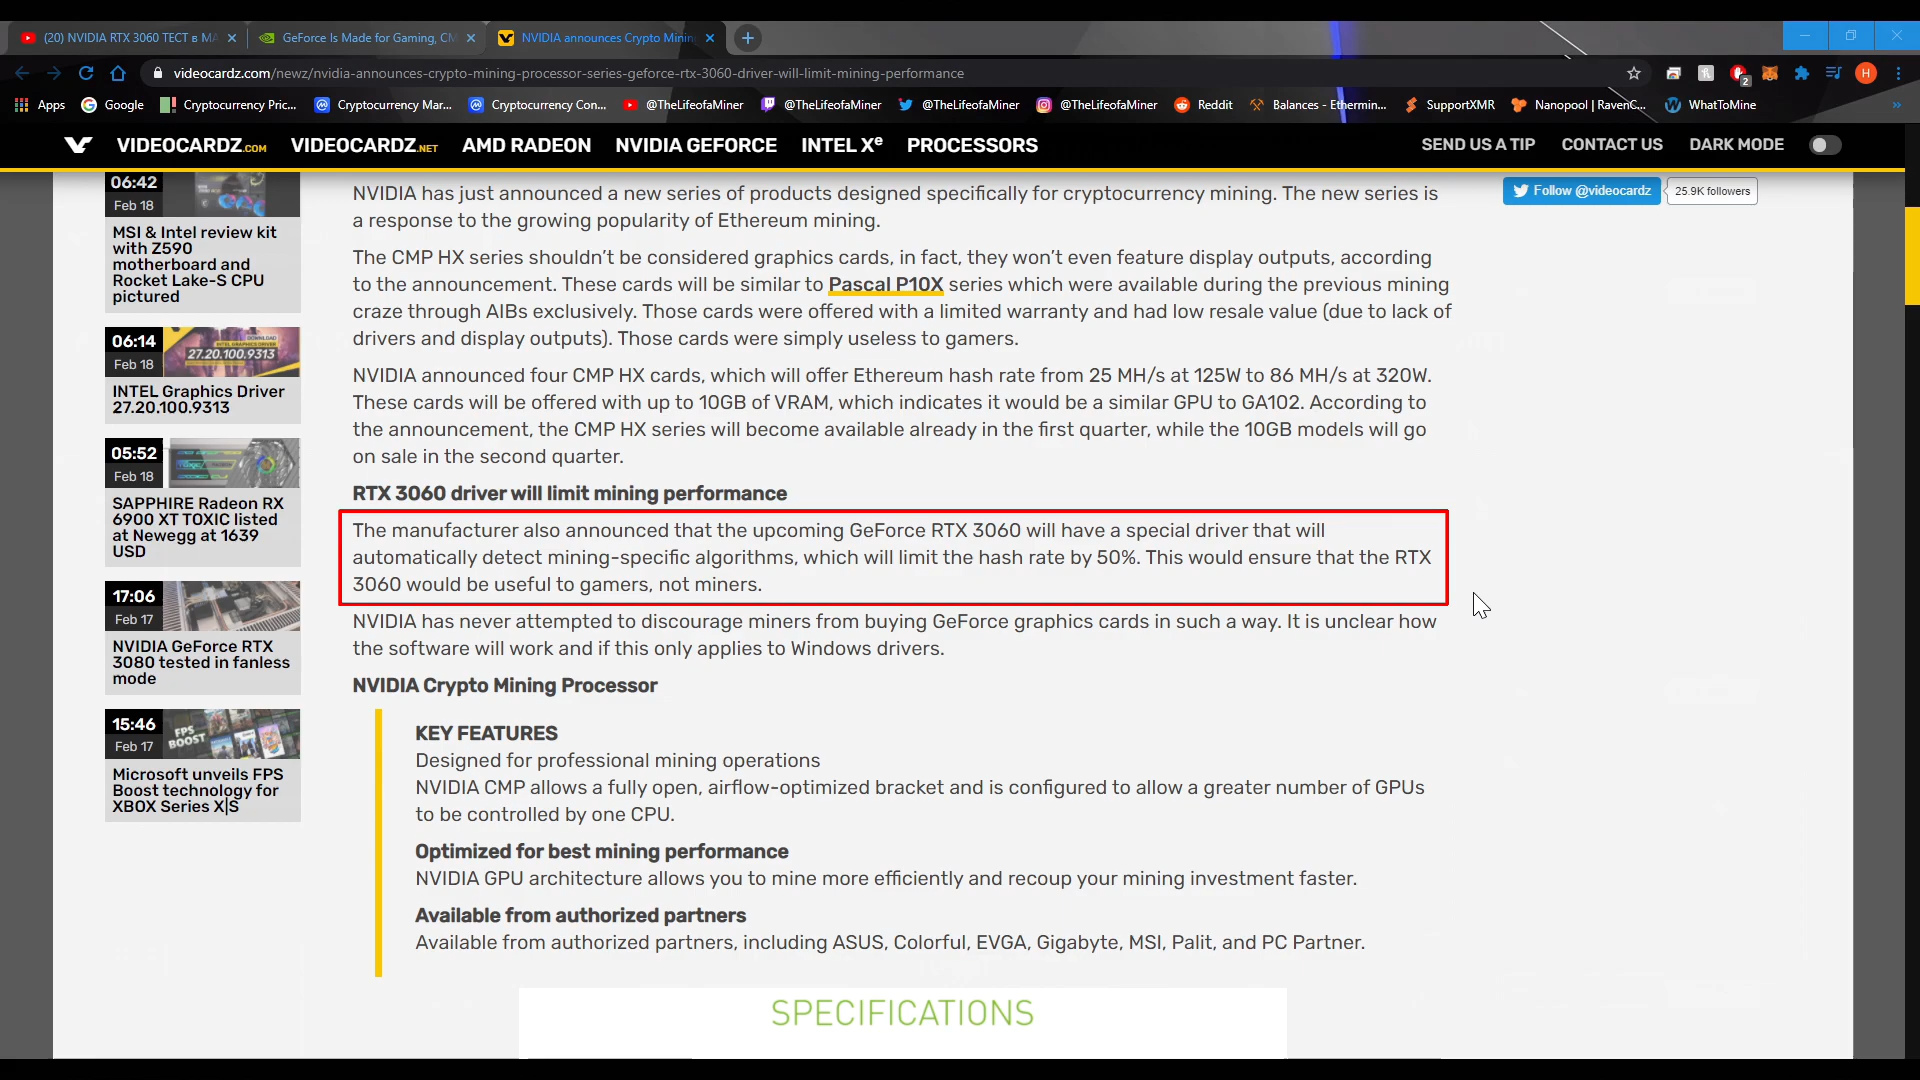 (20) NVIDIA RTX 3060 ТЕСТ в МА
GeForce Is Made for Gaming, CM
NVIDIA announces Crypto Minin
videocardz.com/newz/nvidia-announces-crypto-mining-processor-series-geforce-rtx-3060-driver-will-limit-mining-performance
2
H
Apps
Google
Cryptocurrency Pric...
Cryptocurrency Mar...
Cryptocurrency Con...
@TheLifeofaMiner
@TheLifeofaMiner
@TheLifeofaMiner
@TheLifeofaMiner
Reddit
Balances - Ethermin...
SupportXMR
Nanopool | RavenC...
WhatToMine
VIDEOCARDZ.COM
VIDEOCARDZ.NET
AMD RADEON
NVIDIA GEFORCE
INTEL Xe
PROCESSORS
SEND US A TIP
CONTACT US
DARK MODE
06:42
Feb 18
MSI & Intel review kit
with Z590
motherboard and
Rocket Lake-S CPU
pictured
06:14
Feb 18
DOWNLOAD
INTEL GRAPHICS DRIVER
27.20.100.9313
INTEL Graphics Driver
27.20.100.9313
05:52
Feb 18
SAPPHIRE Radeon RX
6900 XT TOXIC listed
at Newegg at 1639
USD
17:06
Feb 17
NVIDIA GeForce RTX
3080 tested in fanless
mode
15:46
Feb 17
FPS
BOOST
Microsoft unveils FPS
Boost technology for
XBOX Series X|S
NVIDIA has just announced a new series of products designed specifically for cryptocurrency mining. The new series is
a response to the growing popularity of Ethereum mining.
The CMP HX series shouldn't be considered graphics cards, in fact, they won't even feature display outputs, according
to the announcement. These cards will be similar to Pascal P10X series which were available during the previous mining
craze through AIBs exclusively. Those cards were offered with a limited warranty and had low resale value (due to lack of
drivers and display outputs). Those cards were simply useless to gamers.
NVIDIA announced four CMP HX cards, which will offer Ethereum hash rate from 25 MH/s at 125W to 86 MH/s at 320W.
These cards will be offered with up to 10GB of VRAM, which indicates it would be a similar GPU to GA102. According to
the announcement, the CMP HX series will become available already in the first quarter, while the 10GB models will go
on sale in the second quarter.
RTX 3060 driver will limit mining performance
The manufacturer also announced that the upcoming GeForce RTX 3060 will have a special driver that will
automatically detect mining-specific algorithms, which will limit the hash rate by 50%. This would ensure that the RTX
3060 would be useful to gamers, not miners.
NVIDIA has never attempted to discourage miners from buying GeForce graphics cards in such a way. It is unclear how
the software will work and if this only applies to Windows drivers.
NVIDIA Crypto Mining Processor
KEY FEATURES
Designed for professional mining operations
NVIDIA CMP allows a fully open, airflow-optimized bracket and is configured to allow a greater number of GPUs
to be controlled by one CPU.
Optimized for best mining performance
NVIDIA GPU architecture allows you to mine more efficiently and recoup your mining investment faster.
Available from authorized partners
Available from authorized partners, including ASUS, Colorful, EVGA, Gigabyte, MSI, Palit, and PC Partner.
SPECIFICATIONS
Follow @videocardz
25.9K followers